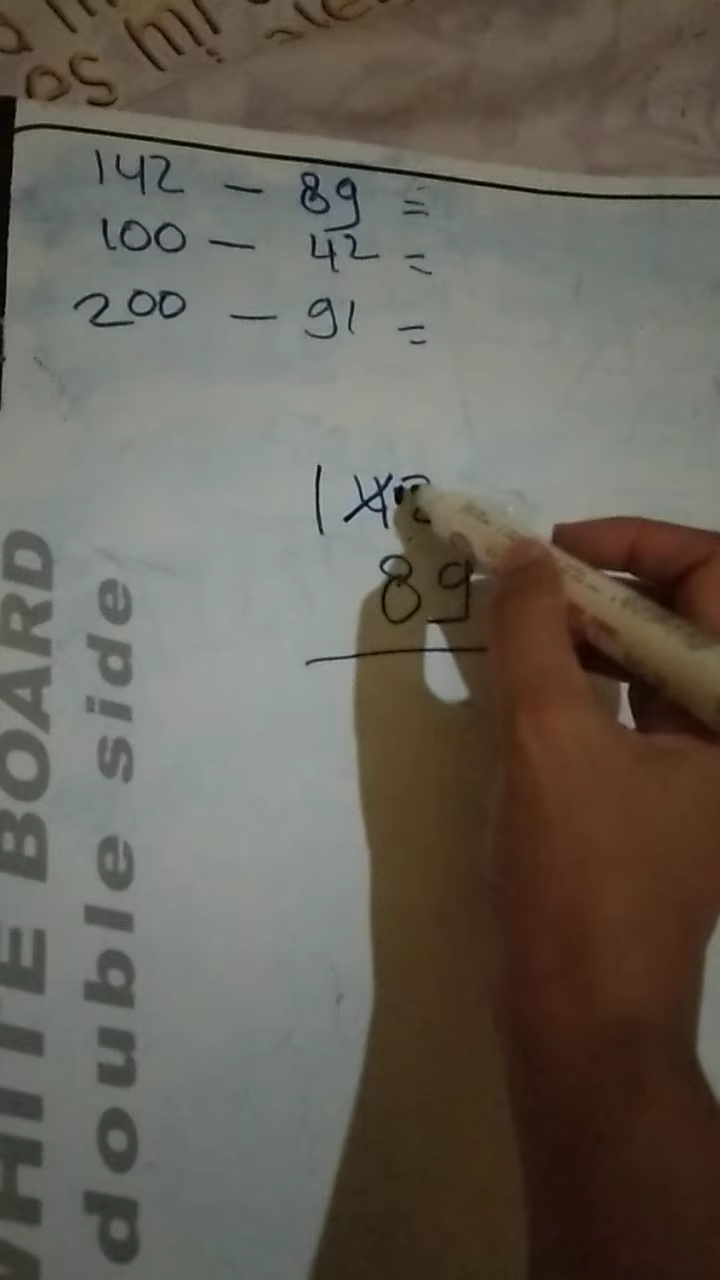 142 - 89 =
100 - 42 =
200 - 91 =
89
WHITE BOARD
double side